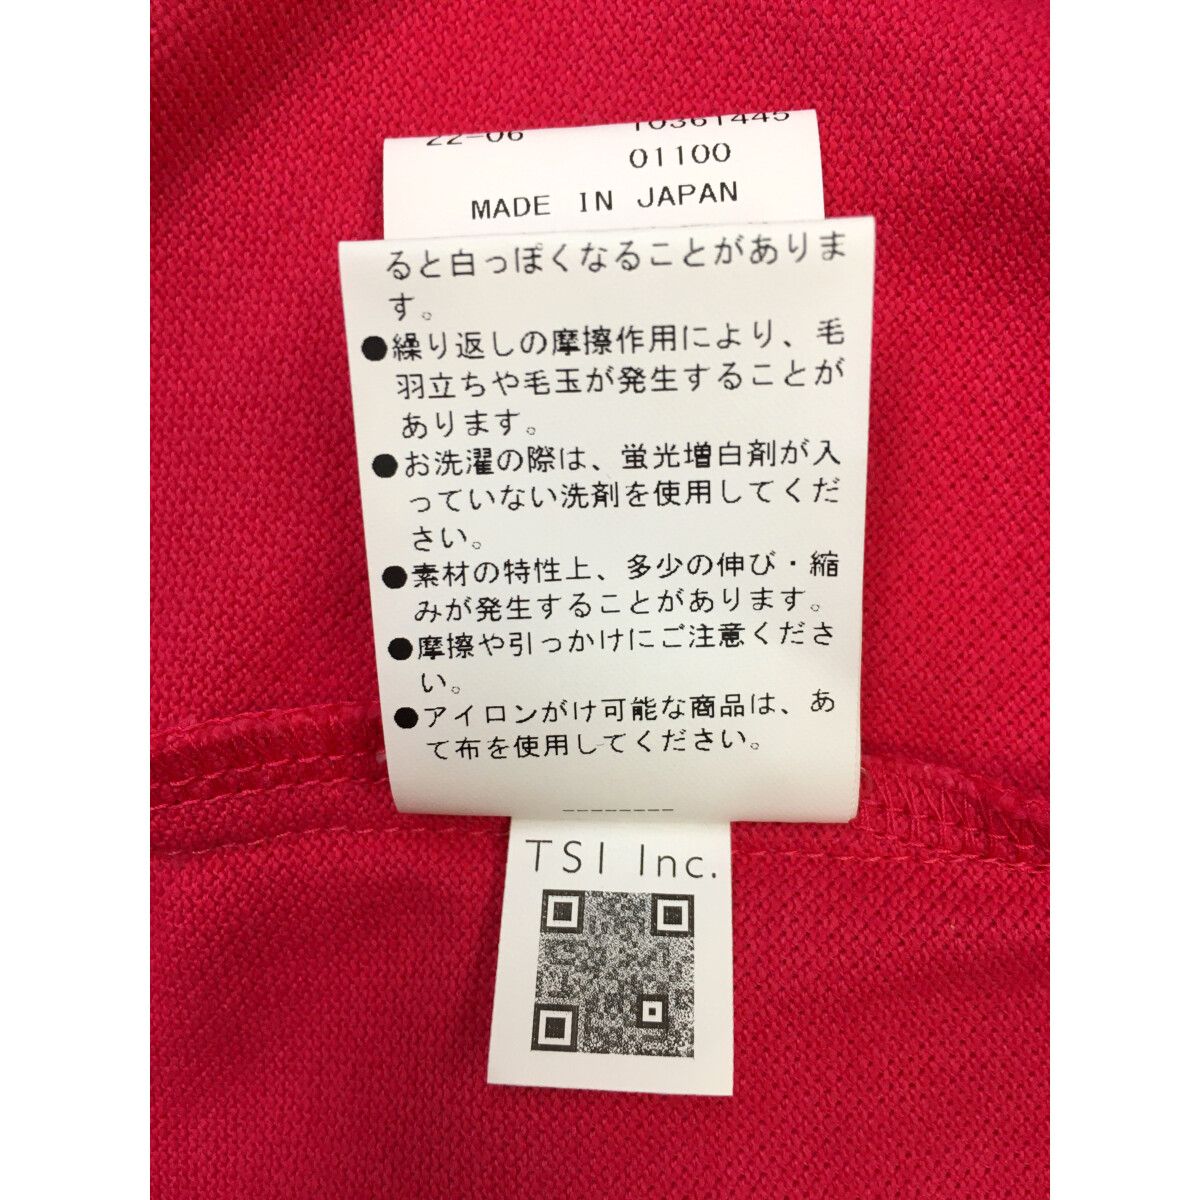 22-06 10361445
01100
MADE IN JAPAN
ると白っぽくなることがありま
す。
●繰り返しの摩擦作用により、毛
羽立ちや毛玉が発生することが
あります。
●お洗濯の際は、蛍光増白剤が入
っていない洗剤を使用してくだ
さい。
●素材の特性上、多少の伸び・縮
みが発生することがあります。
●摩擦や引っかけにご注意くださ
い。
●アイロンがけ可能な商品は、あ
て布を使用してください。
--------
TSI Inc.